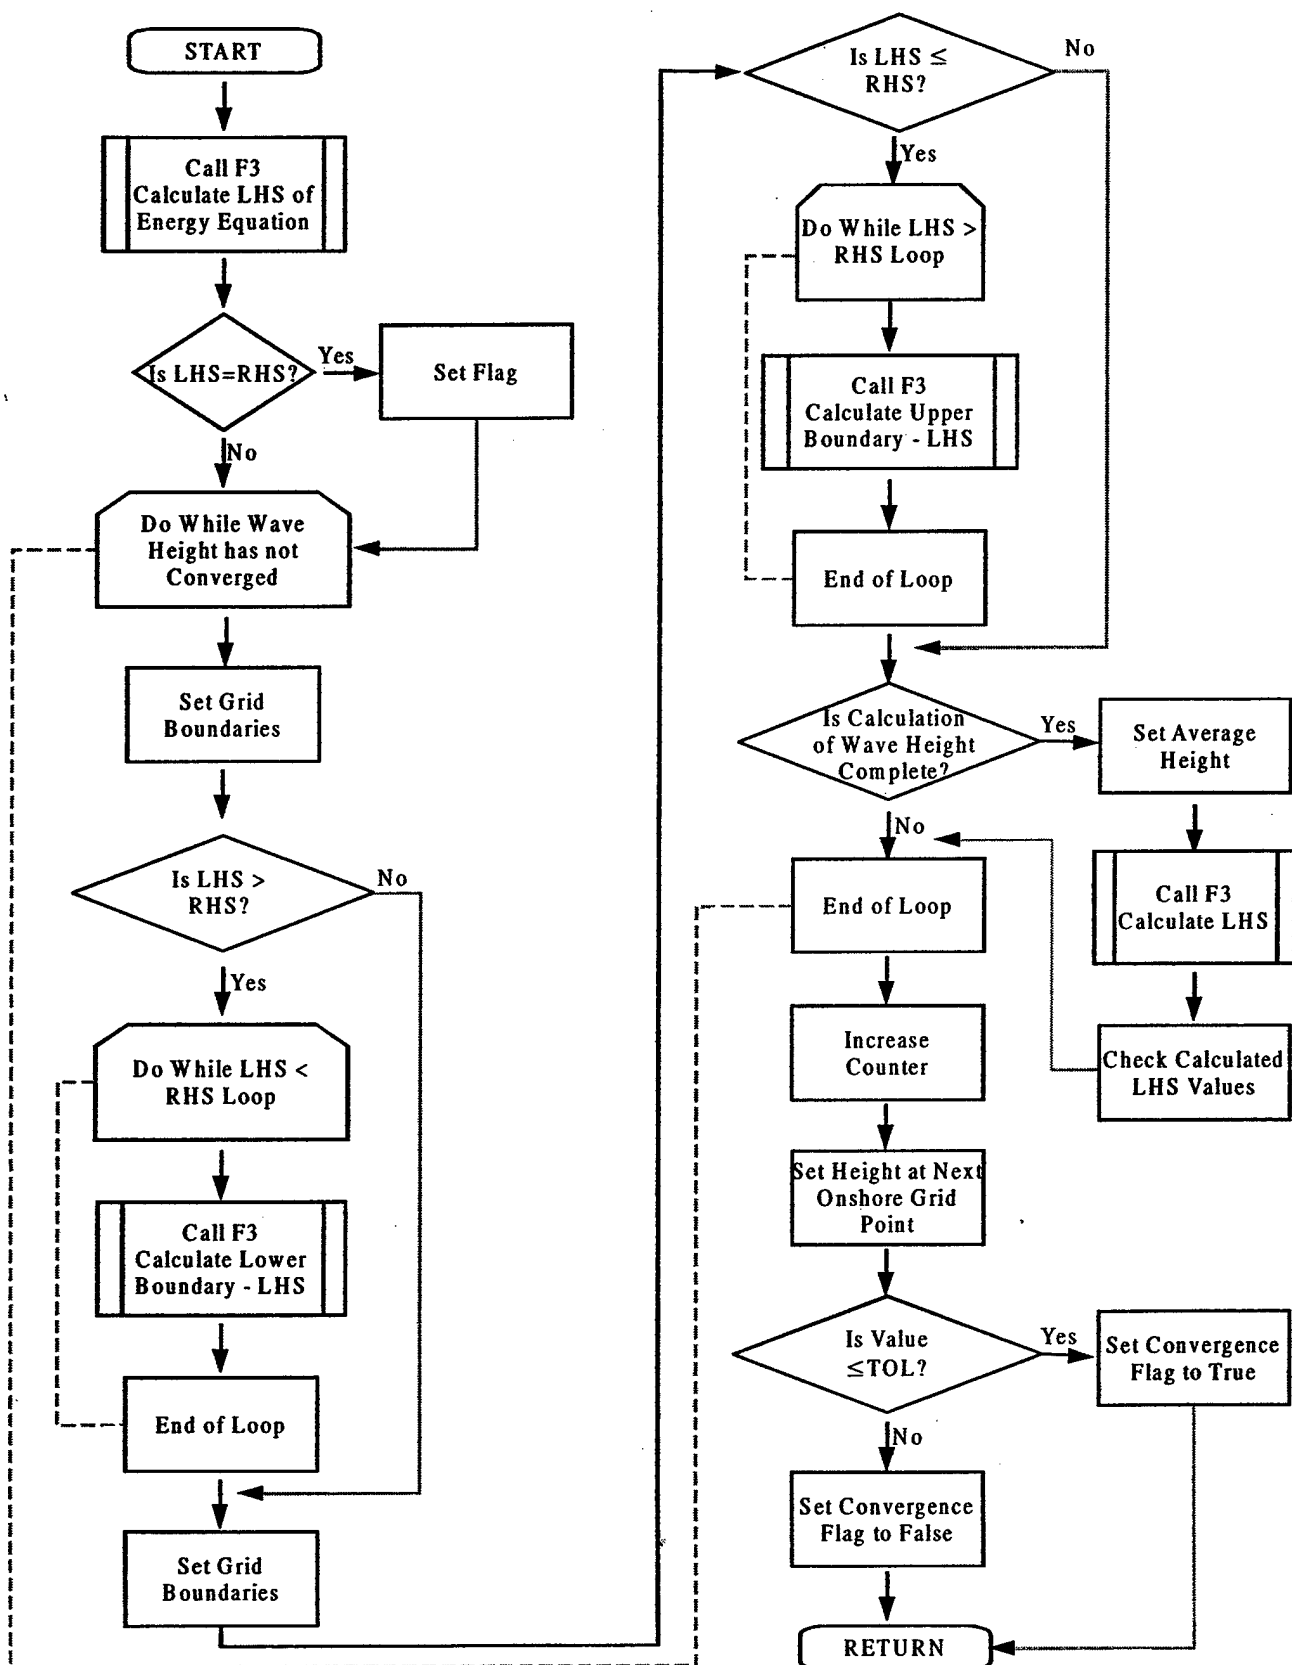 START
Call F3
Calculate LHS of
Energy Equation
Is LHS=RHS?
Yes
Set Flag
No
Do While Wave
Height has not
Converged
Set Grid
Boundaries
Is LHS >
RHS?
No
Yes
Do While LHS <
RHS Loop
Call F3
Calculate Lower
Boundary - LHS
End of Loop
Set Grid
Boundaries
Is LHS ≤
RHS?
No
Yes
Do While LHS >
RHS Loop
Call F3
Calculate Upper
Boundary - LHS
End of Loop
Is Calculation
of Wave Height
Complete?
Yes
Set Average
Height
No
Call F3
Calculate LHS
Check Calculated
LHS Values
End of Loop
Increase
Counter
Set Height at Next
Onshore Grid
Point
Is Value
≤TOL?
Yes
Set Convergence
Flag to True
No
Set Convergence
Flag to False
RETURN